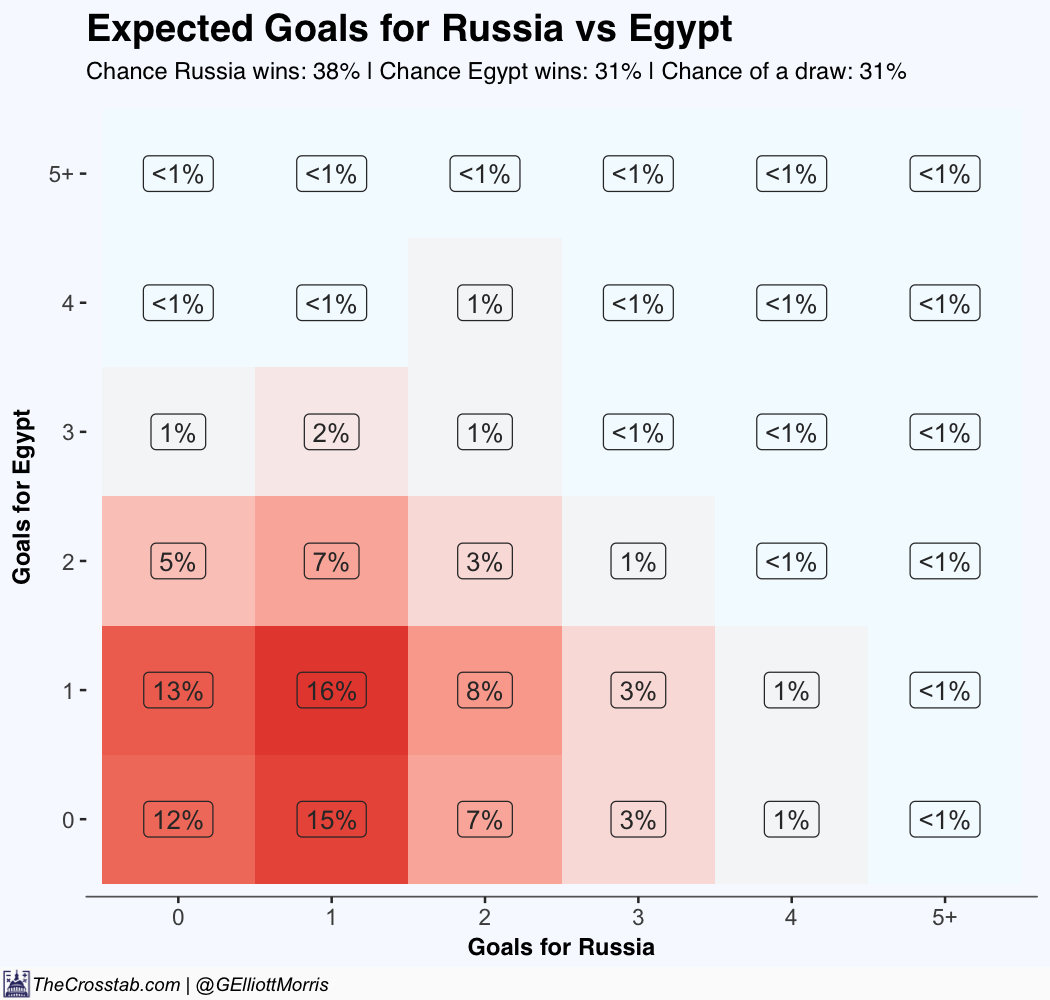 Expected Goals for Russia vs Egypt
Chance Russia wins: 38% | Chance Egypt wins: 31% | Chance of a draw: 31%
Goals for Egypt
5+ <1% <1% <1% <1% <1% <1%
4 <1% <1% 1% <1% <1% <1%
3 1% 2% 1% <1% <1% <1%
2 5% 7% 3% 1% <1% <1%
1 13% 16% 8% 3% 1% <1%
0 12% 15% 7% 3% 1% <1%
0 1 2 3 4 5+
Goals for Russia
TheCrosstab.com | @GElliottMorris